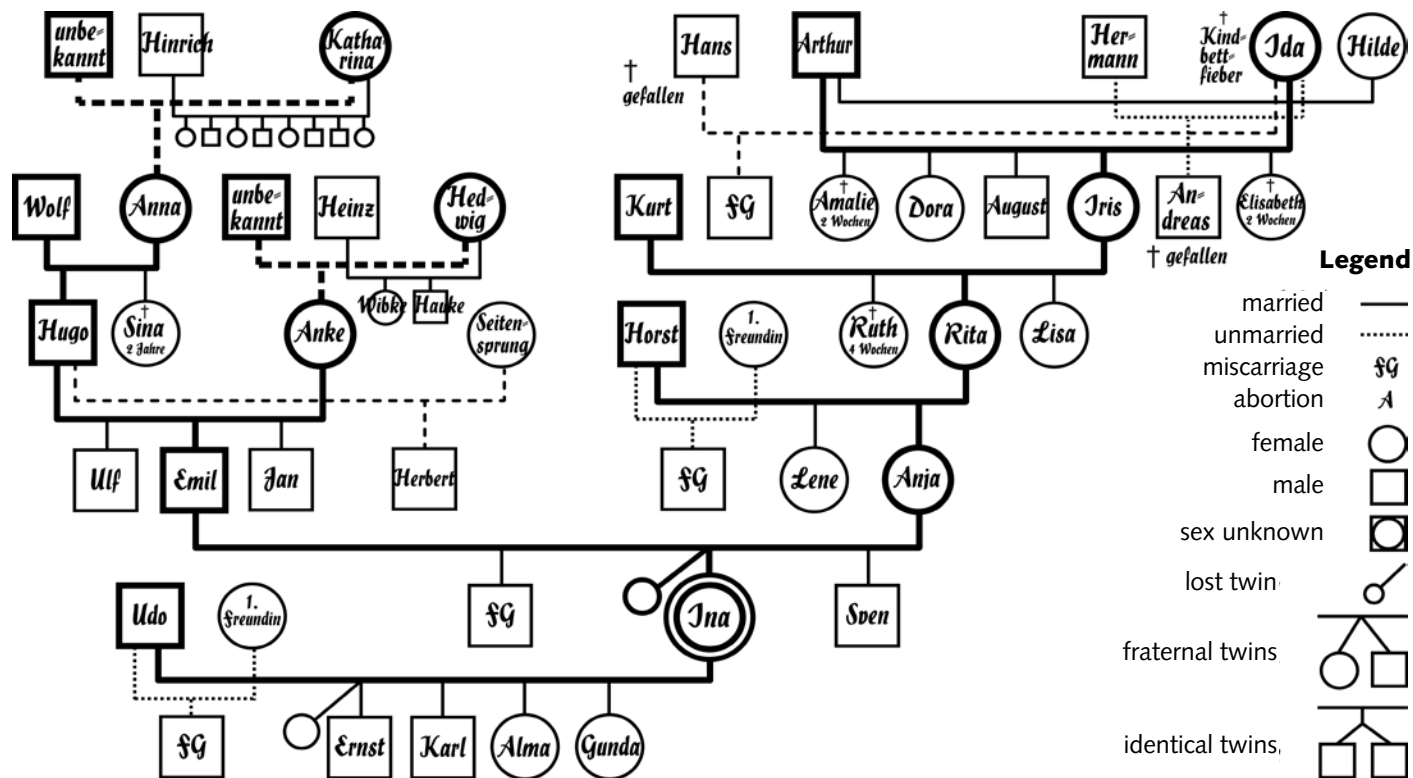 unbe=
kannt
Hinrich
Katha=
rina
Hans
Arthur
Her=
mann
†
Kind=
bett=
fieber
Ida
Hilde
†
gefallen
Wolf
Anna
unbe=
kannt
Heinz
Hed=
wig
Kurt
FG
†
Amalie
2 Wochen
Dora
August
Iris
An=
dreas
†
Elisabeth
2 Wochen
† gefallen
Hugo
†
Sina
2 Jahre
Anke
Wibke
Hauke
Seiten=
sprung
Horst
1.
Freundin
†
Ruth
4 Wochen
Rita
Lisa
Ulf
Emil
Jan
Herbert
FG
Lene
Anja
Udo
1.
Freundin
FG
Ina
Sven
FG
Ernst
Karl
Alma
Gunda
Legend
married
unmarried
miscarriage
FG
abortion
A
female
male
sex unknown
lost twin
fraternal twins
identical twins